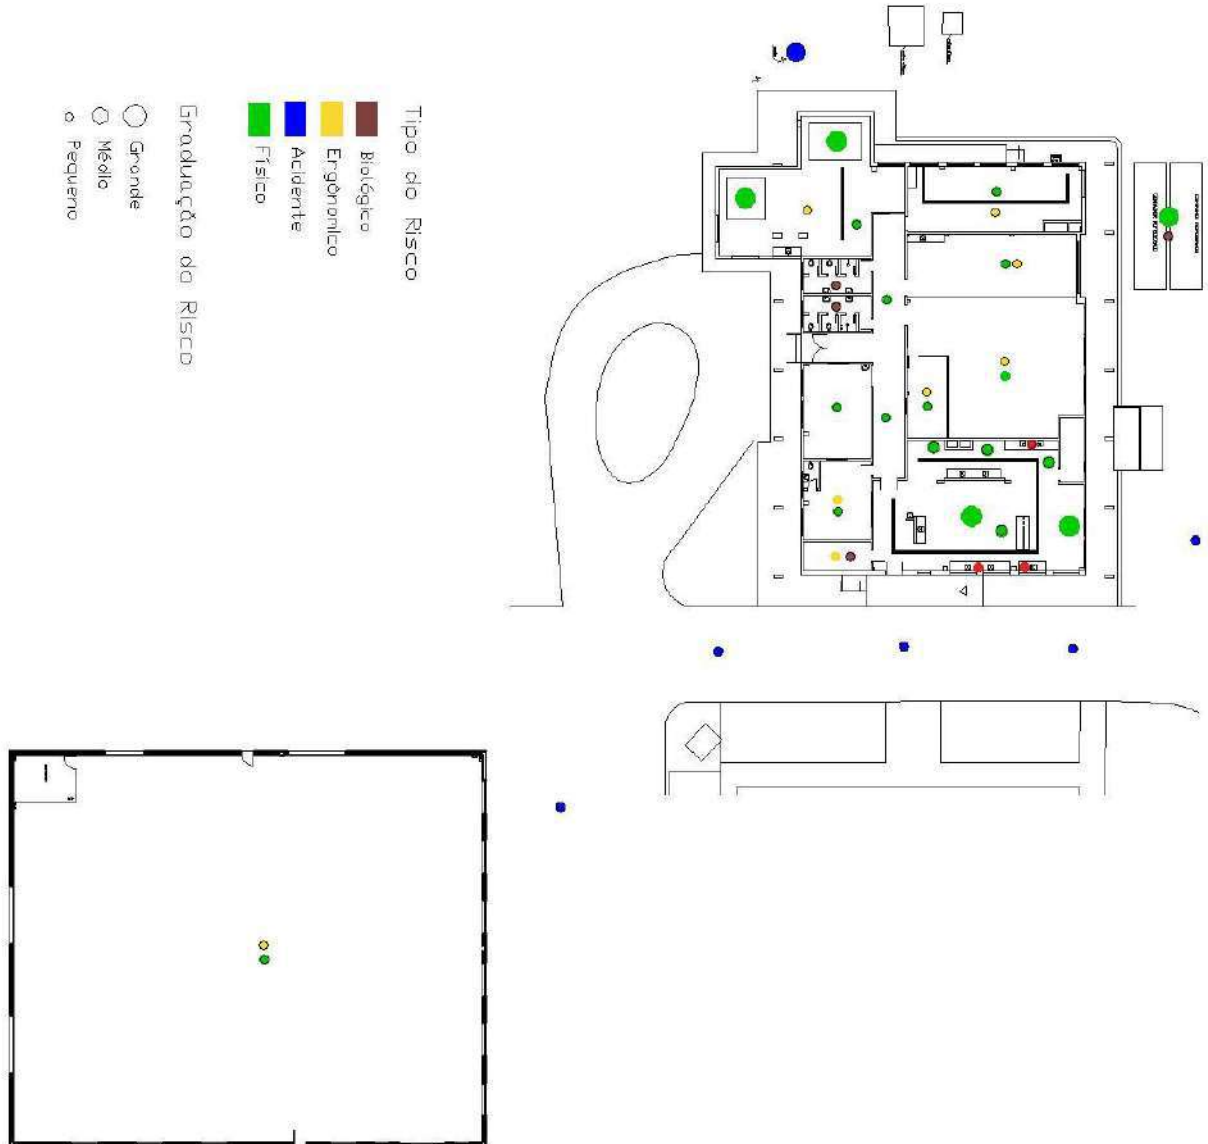 Tipo do Risco
Biológico
Ergônomico
Acidente
Físico
Graduação do Risco
Grande
Médio
Pequeno